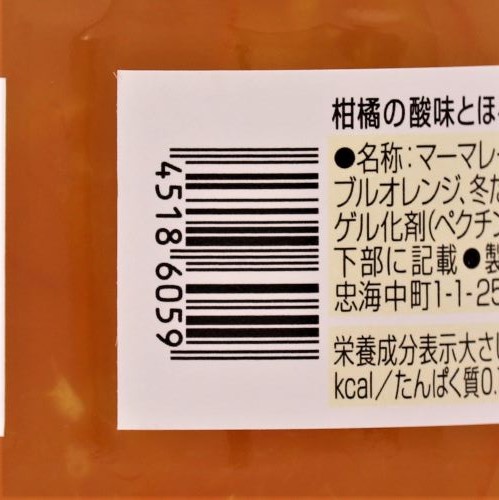 柑橘の酸味とほ
●名称:マーマレー
ブルオレンジ、冬だ
ゲル化剤(ペクチン
下部に記載●製
忠海中町1-1-25
栄養成分表示大さじ
kcal/たんぱく質0.
4518 6059